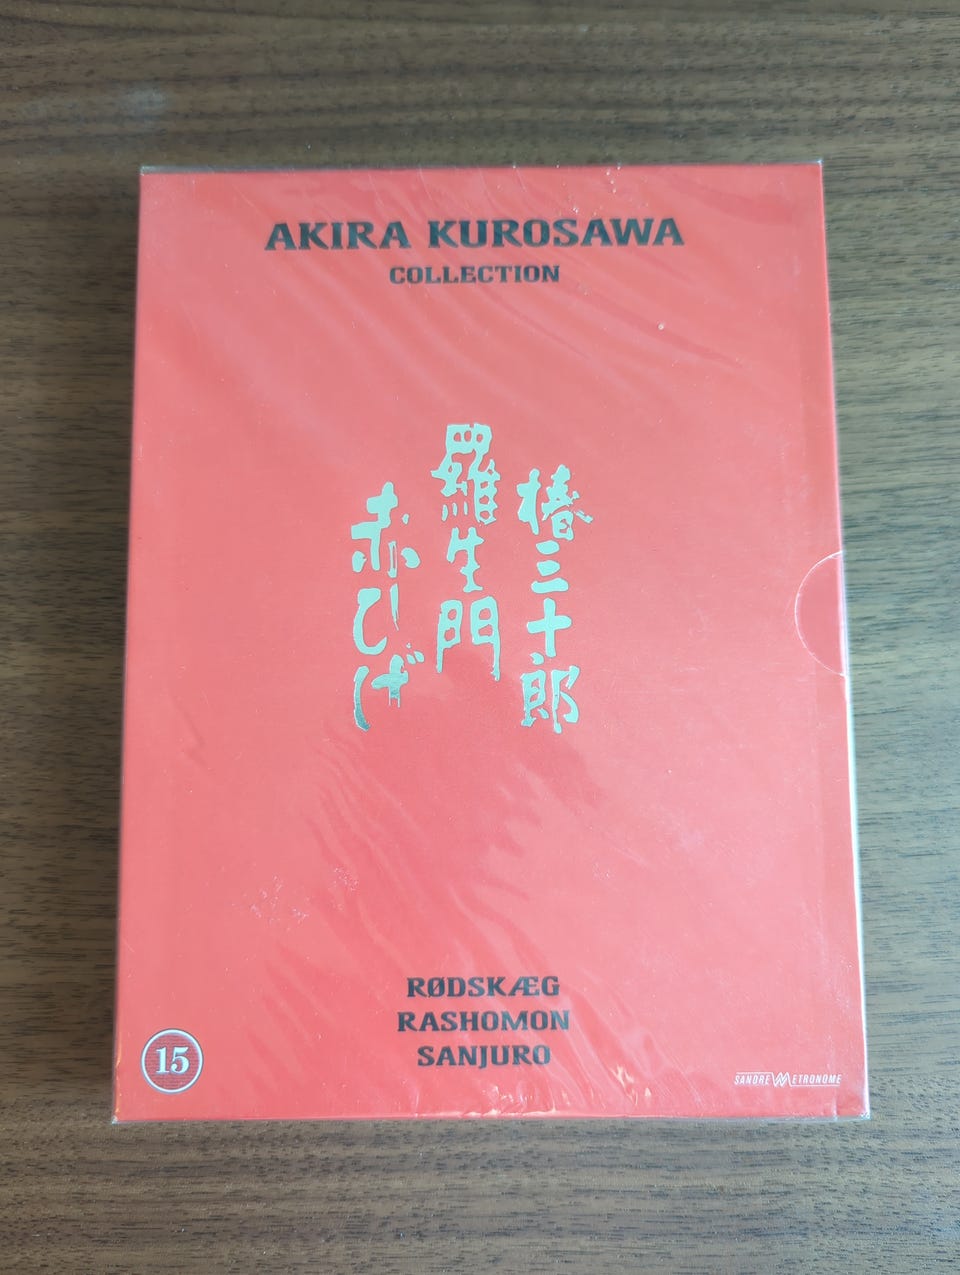 AKIRA KUROSAWA
COLLECTION
椿三十郎
羅生門
赤ひげ
RØDSKÆG
RASHOMON
SANJURO
15
SANDREW METRONOME